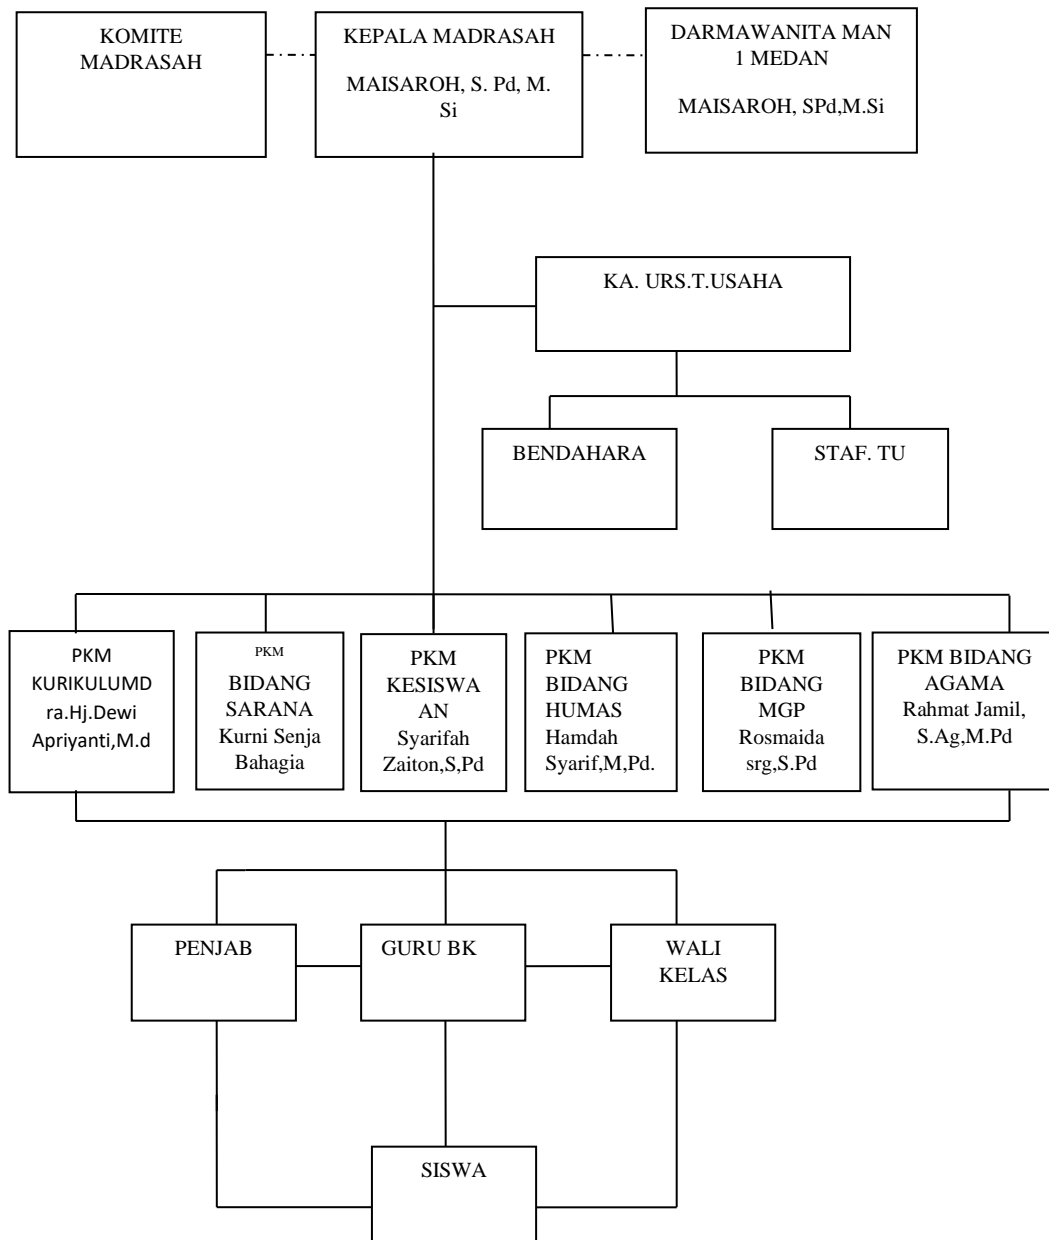 KOMITE
MADRASAH
KEPALA MADRASAH
MAISAROH, S. Pd, M.
Si
DARMAWANITA MAN
1 MEDAN
MAISAROH, SPd,M.Si
KA. URS.T.USAHA
BENDAHARA
STAF. TU
PKM
KURIKULUMD
ra.Hj.Dewi
Apriyanti,M.d
PKM
BIDANG
SARANA
Kurni Senja
Bahagia
PKM
KESISWA
AN
Syarifah
Zaiton,S,Pd
PKM
BIDANG
HUMAS
Hamdah
Syarif,M,Pd.
PKM
BIDANG
MGP
Rosmaida
srg,S.Pd
PKM BIDANG
AGAMA
Rahmat Jamil,
S.Ag,M.Pd
PENJAB
GURU BK
WALI
KELAS
SISWA